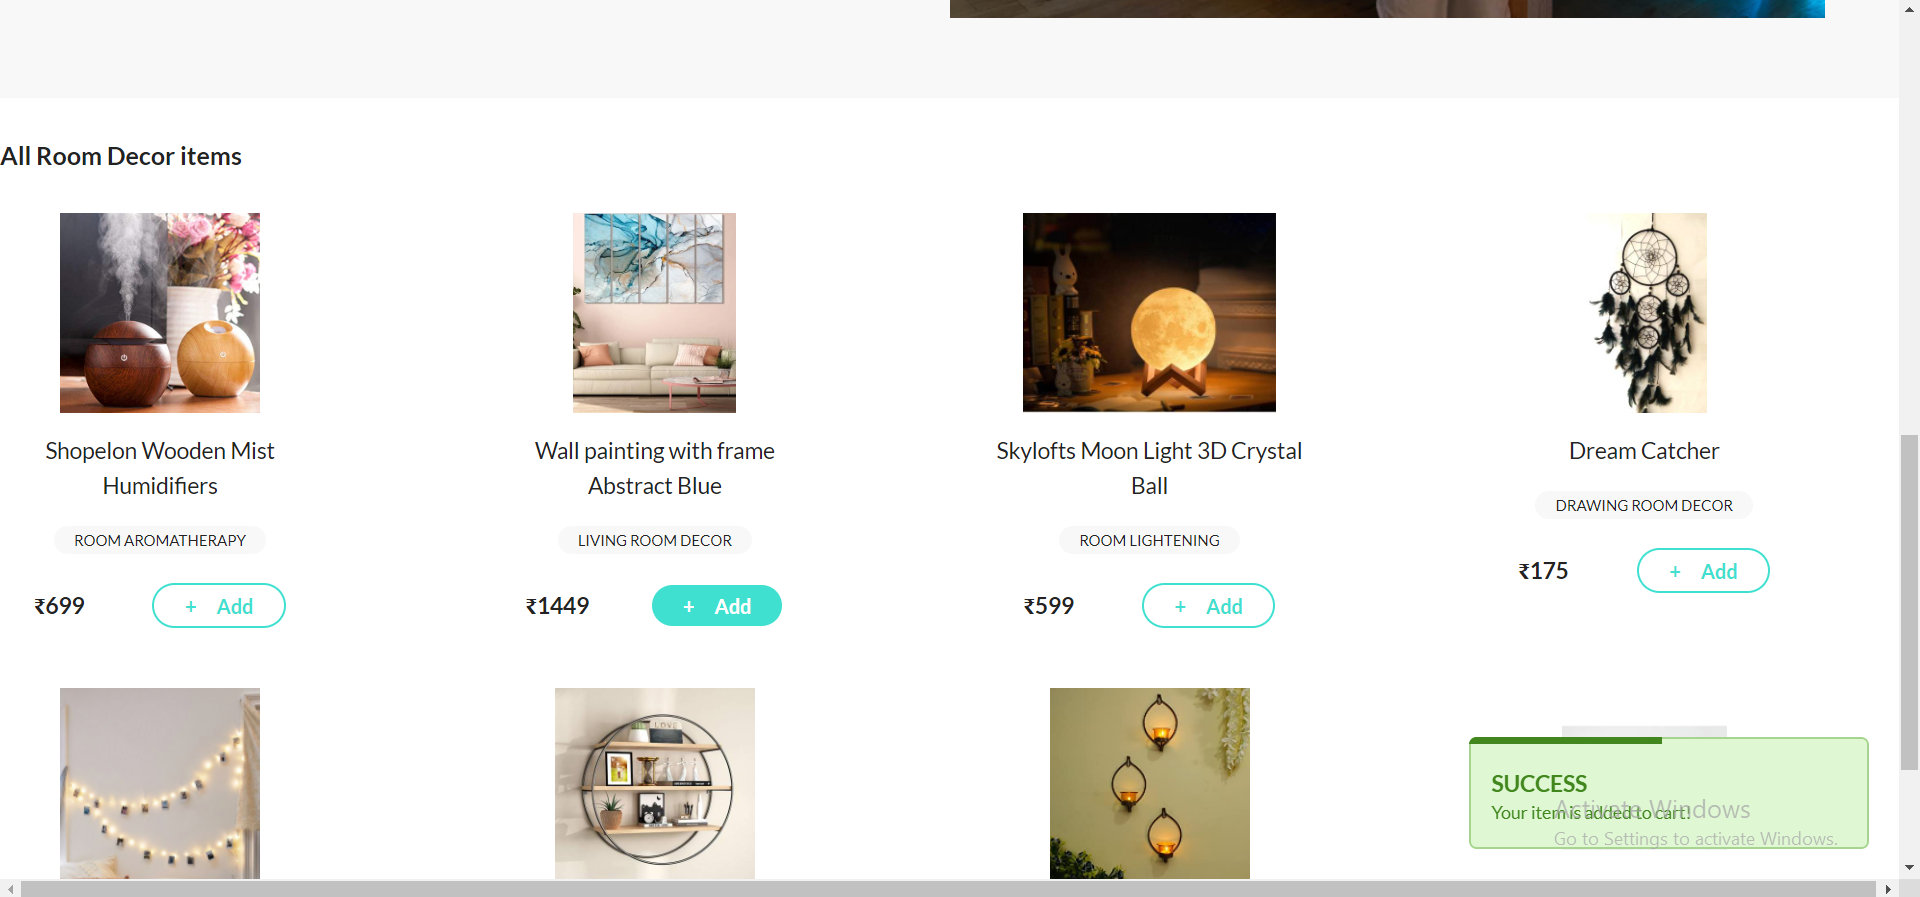 All Room Decor items
Shopelon Wooden Mist
Humidifiers
ROOM AROMATHERAPY
₹699
+ Add
Wall painting with frame
Abstract Blue
LIVING ROOM DECOR
₹1449
+ Add
Skylofts Moon Light 3D Crystal
Ball
ROOM LIGHTENING
₹599
+ Add
Dream Catcher
DRAWING ROOM DECOR
₹175
+ Add
LOVE
SUCCESS
Your item is added to cart!
Activate Windows
Go to Settings to activate Windows.